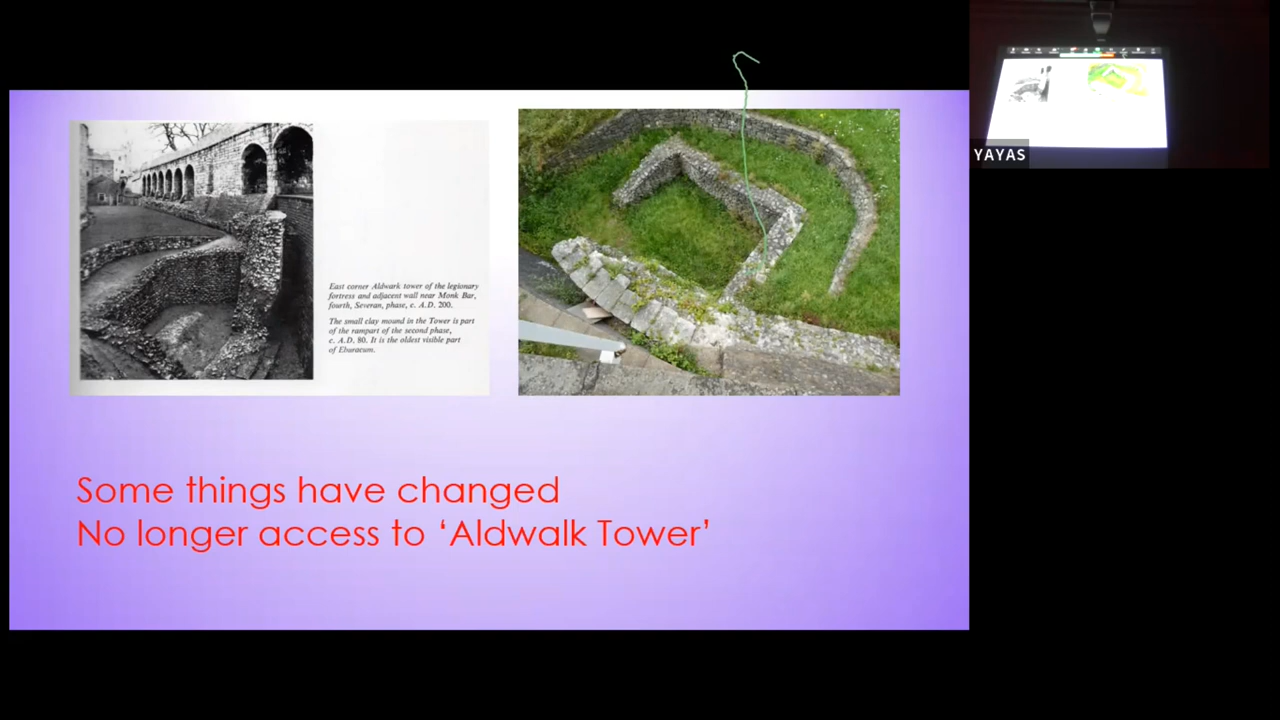 East corner Aldwark tower of the legionary
fortress and adjacent wall near Monk Bar,
fourth, Severan, phase, c. A.D. 200.
The small clay mound in the Tower is part
of the rampart of the second phase,
c. A.D. 80. It is the oldest visible part
of Eburacum.
Some things have changed
No longer access to ‘Aldwalk Tower’
YAYAS